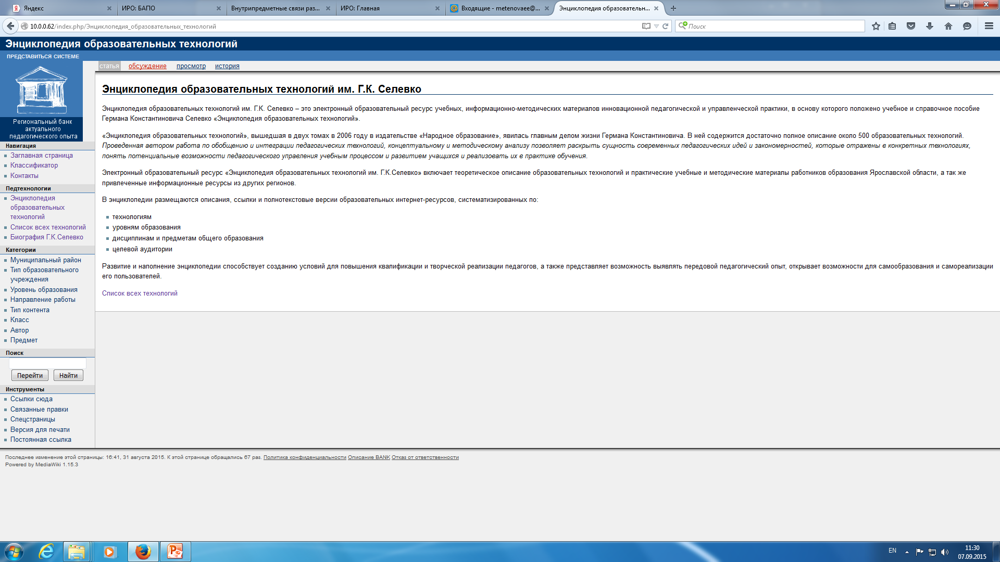 Яндекс
ИРО: БАПО
Внутрипредметные связи раз...
ИРО: Главная
Входящие - metenovaee@...
Энциклопедия образовательн...
10.0.0.62/index.php/Энциклопедия_образовательных_технологий
Поиск
Энциклопедия образовательных технологий
ПРЕДСТАВИТЬСЯ СИСТЕМЕ
статья обсуждение просмотр история
Региональный банк
актуального
педагогического опыта
Навигация
Заглавная страница
Классификатор
Контакты
Педтехнологии
Энциклопедия
образовательных
технологий
Список всех технологий
Биография Г.К.Селевко
Категории
Муниципальный район
Тип образовательного
учреждения
Уровень образования
Направление работы
Тип контента
Класс
Автор
Предмет
Поиск
Перейти Найти
Инструменты
Ссылки сюда
Связанные правки
Спецстраницы
Версия для печати
Постоянная ссылка
Энциклопедия образовательных технологий им. Г.К. Селевко
Энциклопедия образовательных технологий им. Г.К. Селевко – это электронный образовательный ресурс учебных, информационно-методических материалов инновационной педагогической и управленческой практики, в основу которого положено учебное и справочное пособие
Германа Константиновича Селевко «Энциклопедия образовательных технологий».
«Энциклопедия образовательных технологий», вышедшая в двух томах в 2006 году в издательстве «Народное образование», явилась главным делом жизни Германа Константиновича. В ней содержится достаточно полное описание около 500 образовательных технологий.
Проведенная автором работа по обобщению и интеграции педагогических технологий, концептуальному и методическому анализу позволяет раскрыть сущность современных педагогических идей и закономерностей, которые отражены в конкретных технологиях,
понять потенциальные возможности педагогического управления учебным процессом и развитием учащихся и реализовать их в практике обучения.
Электронный образовательный ресурс «Энциклопедия образовательных технологий им. Г.К.Селевко» включает теоретическое описание образовательных технологий и практические учебные и методические материалы работников образования Ярославской области, а так же
привлеченные информационные ресурсы из других регионов.
В энциклопедии размещаются описания, ссылки и полнотекстовые версии образовательных интернет-ресурсов, систематизированных по:
технологиям
уровням образования
дисциплинам и предметам общего образования
целевой аудитории
Развитие и наполнение энциклопедии способствует созданию условий для повышения квалификации и творческой реализации педагогов, а также представляет возможность выявлять передовой педагогический опыт, открывает возможности для самообразования и самореализации
его пользователей.
Список всех технологий
Последнее изменение этой страницы: 16:41, 31 августа 2015. К этой странице обращались 67 раз. Политика конфиденциальности Описание BANK Отказ от ответственности
Powered by MediaWiki 1.15.3
EN
11:30
07.09.2015